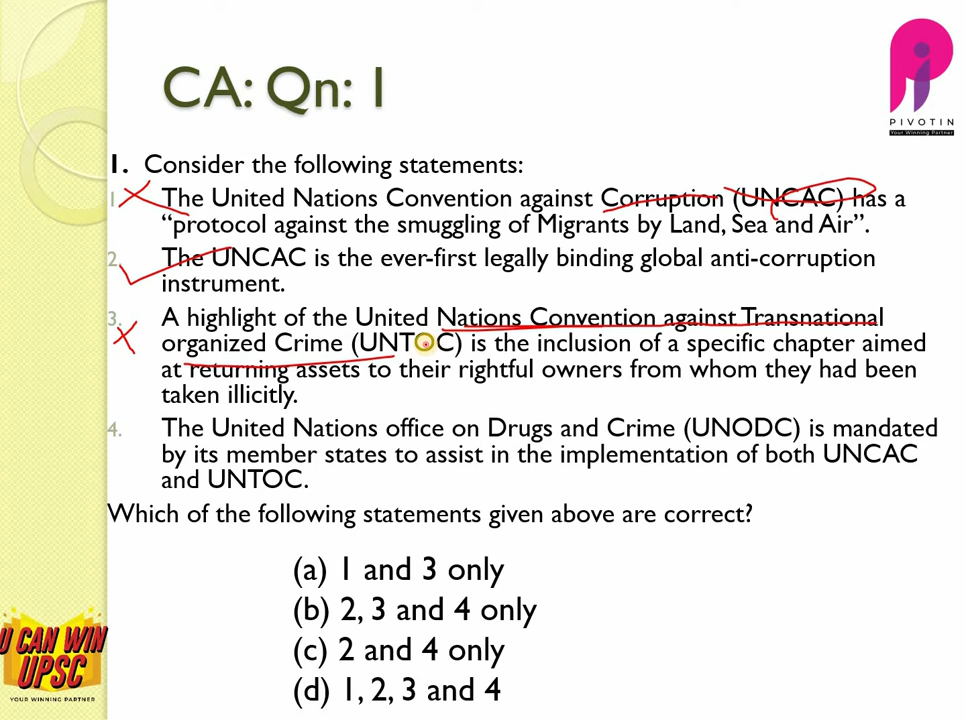 CA: Qn: 1
PIVOTIN
Your Winning Partner
1. Consider the following statements:
1. The United Nations Convention against Corruption (UNCAC) has a
“protocol against the smuggling of Migrants by Land, Sea and Air”.
2. The UNCAC is the ever-first legally binding global anti-corruption
instrument.
3. A highlight of the United Nations Convention against Transnational
organized Crime (UNTOC) is the inclusion of a specific chapter aimed
at returning assets to their rightful owners from whom they had been
taken illicitly.
4. The United Nations office on Drugs and Crime (UNODC) is mandated
by its member states to assist in the implementation of both UNCAC
and UNTOC.
Which of the following statements given above are correct?
(a) 1 and 3 only
(b) 2, 3 and 4 only
(c) 2 and 4 only
(d) 1, 2, 3 and 4
U CAN WIN
UPSC
YOUR WINNING PARTNER